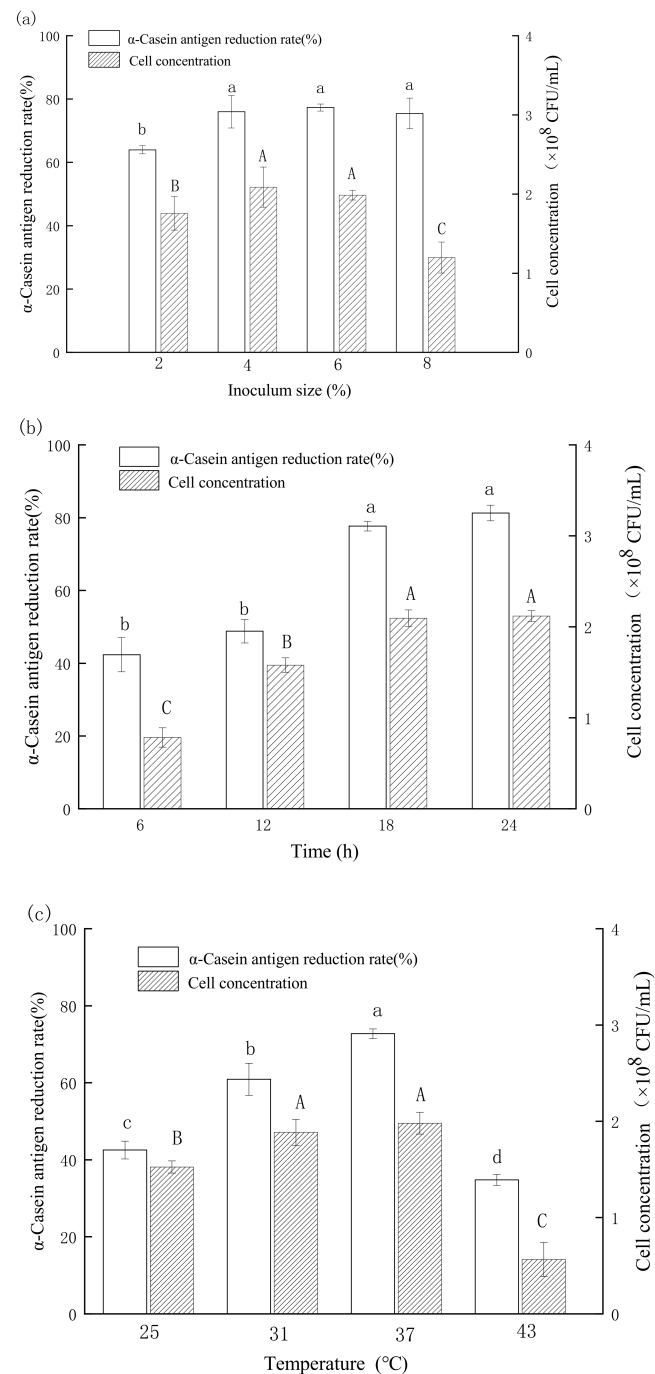 (a)
100
80
60
40
20
0
α-Casein antigen reduction rate(%)
α-Casein antigen reduction rate(%)
Cell concentration
b
B
a
A
a
A
a
C
4
3
2
1
0
Cell concentration (×10⁸ CFU/mL)
2 4 6 8
Inoculum size (%)
(b)
100
80
60
40
20
0
α-Casein antigen reduction rate(%)
α-Casein antigen reduction rate(%)
Cell concentration
b
C
b
B
a
A
a
A
4
3
2
1
0
Cell concentration (×10⁸ CFU/mL)
6 12 18 24
Time (h)
(c)
100
80
60
40
20
0
α-Casein antigen reduction rate(%)
α-Casein antigen reduction rate(%)
Cell concentration
c
B
b
A
a
A
d
C
4
3
2
1
0
Cell concentration (×10⁸ CFU/mL)
25 31 37 43
Temperature (℃)